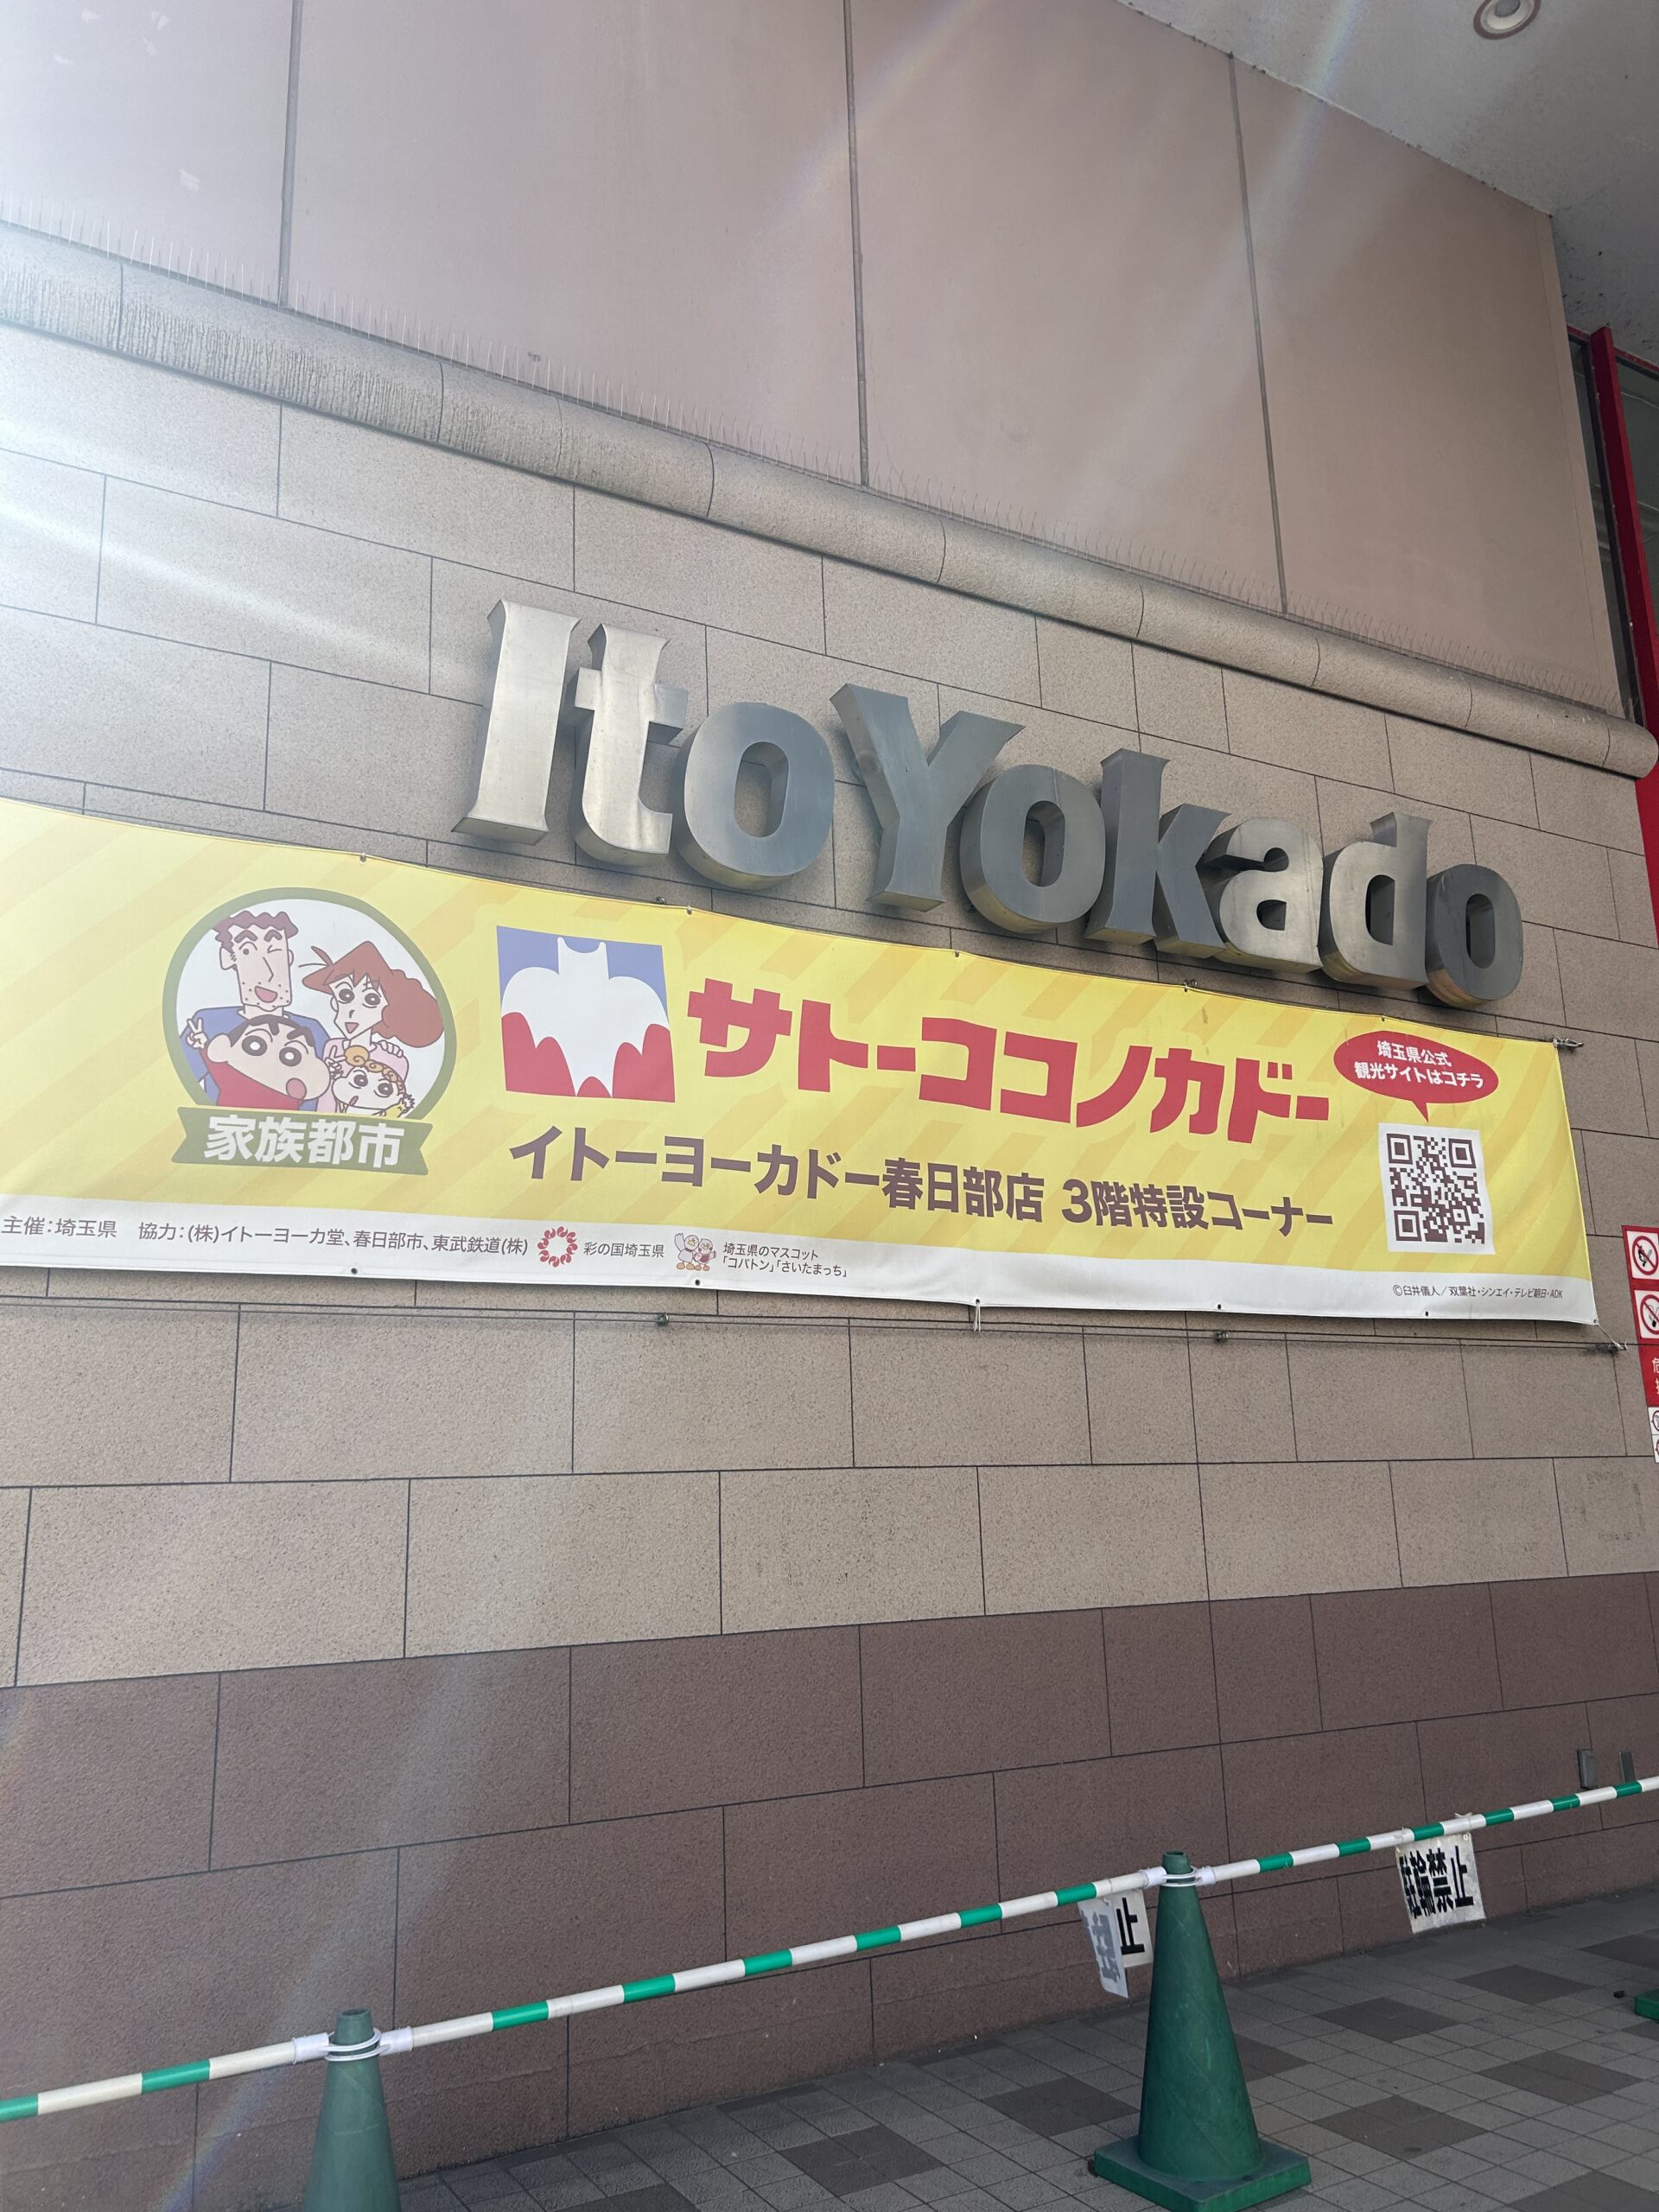 ItoYokado
家族都市
サトーココノカドー
イトーヨーカドー春日部店 3階特設コーナー
埼玉県公式
観光サイトはコチラ
主催：埼玉県　協力：(株)イトーヨーカ堂、春日部市、東武鉄道(株)
彩の国埼玉県
埼玉県のマスコット
「コバトン」「さいたまっち」
©臼井儀人／双葉社・シンエイ・テレビ朝日・ADK
止
駐輪禁止